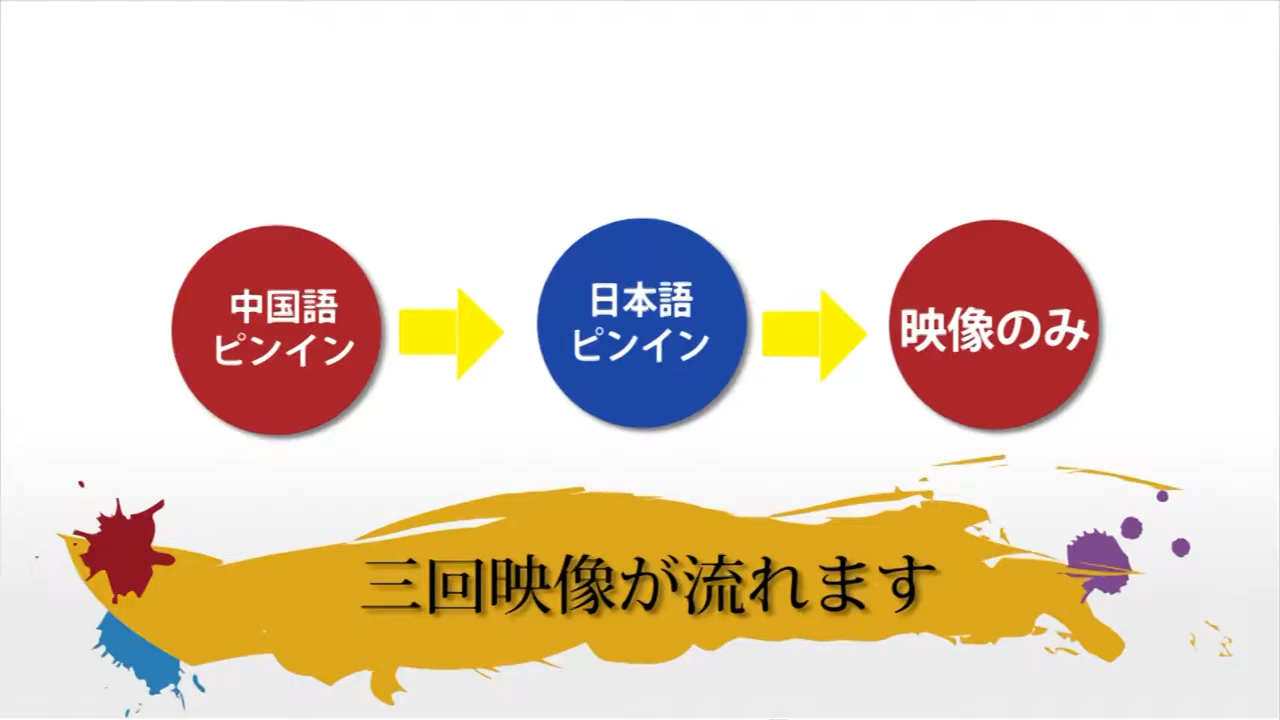 中国語
ピンイン
日本語
ピンイン
映像のみ
三回映像が流れます